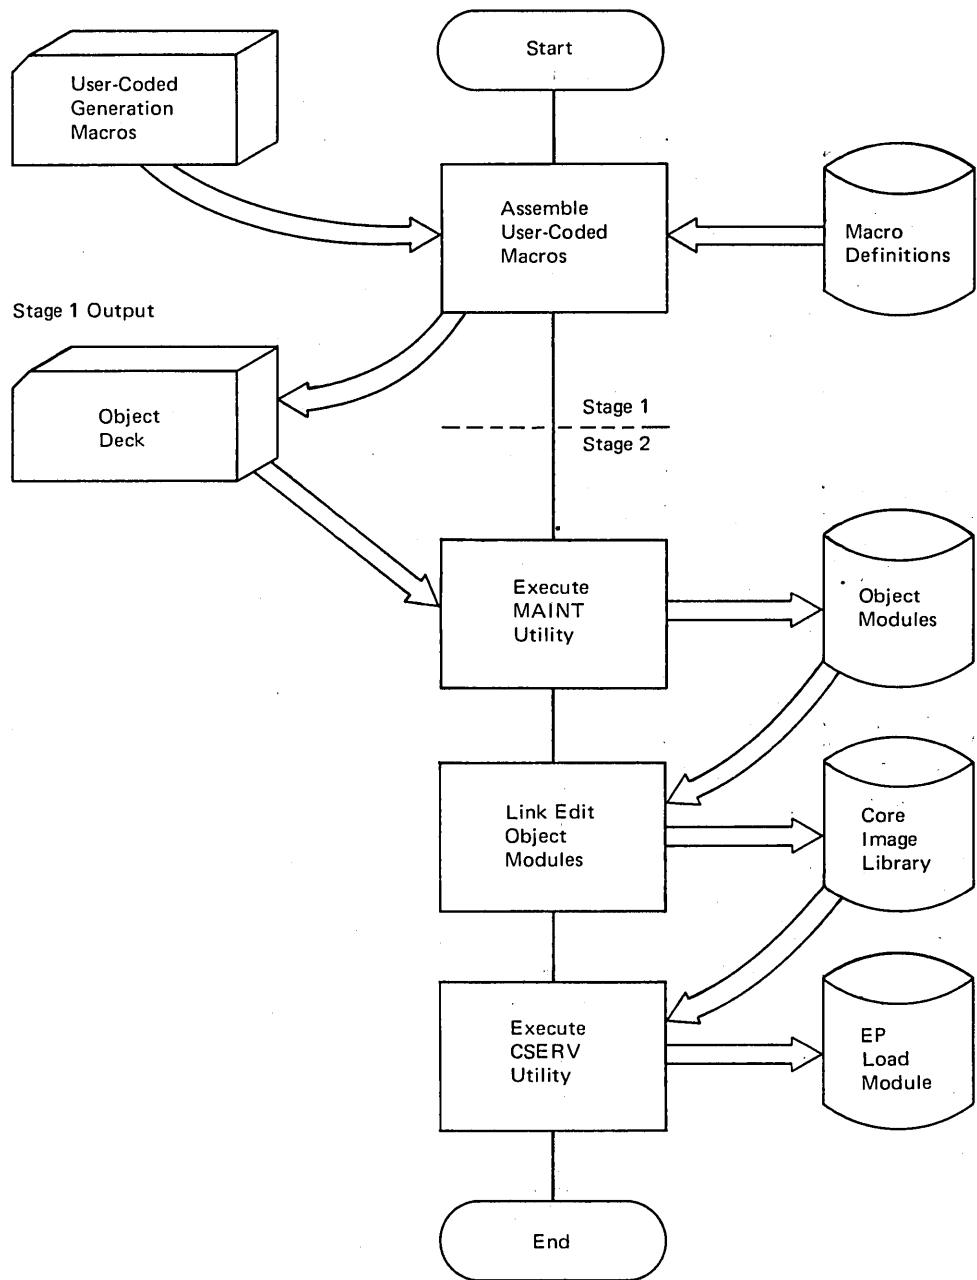 Start
User-Coded
Generation
Macros
Assemble
User-Coded
Macros
Macro
Definitions
Stage 1 Output
Object
Deck
Stage 1
Stage 2
Execute
MAINT
Utility
Object
Modules
Link Edit
Object
Modules
Core
Image
Library
Execute
CSERV
Utility
EP
Load
Module
End